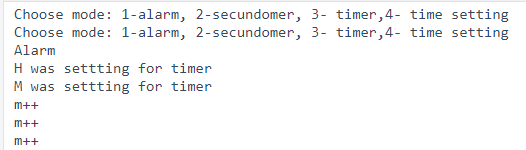 Choose mode: 1-alarm, 2-secundomer, 3- timer,4- time setting
Choose mode: 1-alarm, 2-secundomer, 3- timer,4- time setting
Alarm
H was settting for timer
M was settting for timer
m++
m++
m++